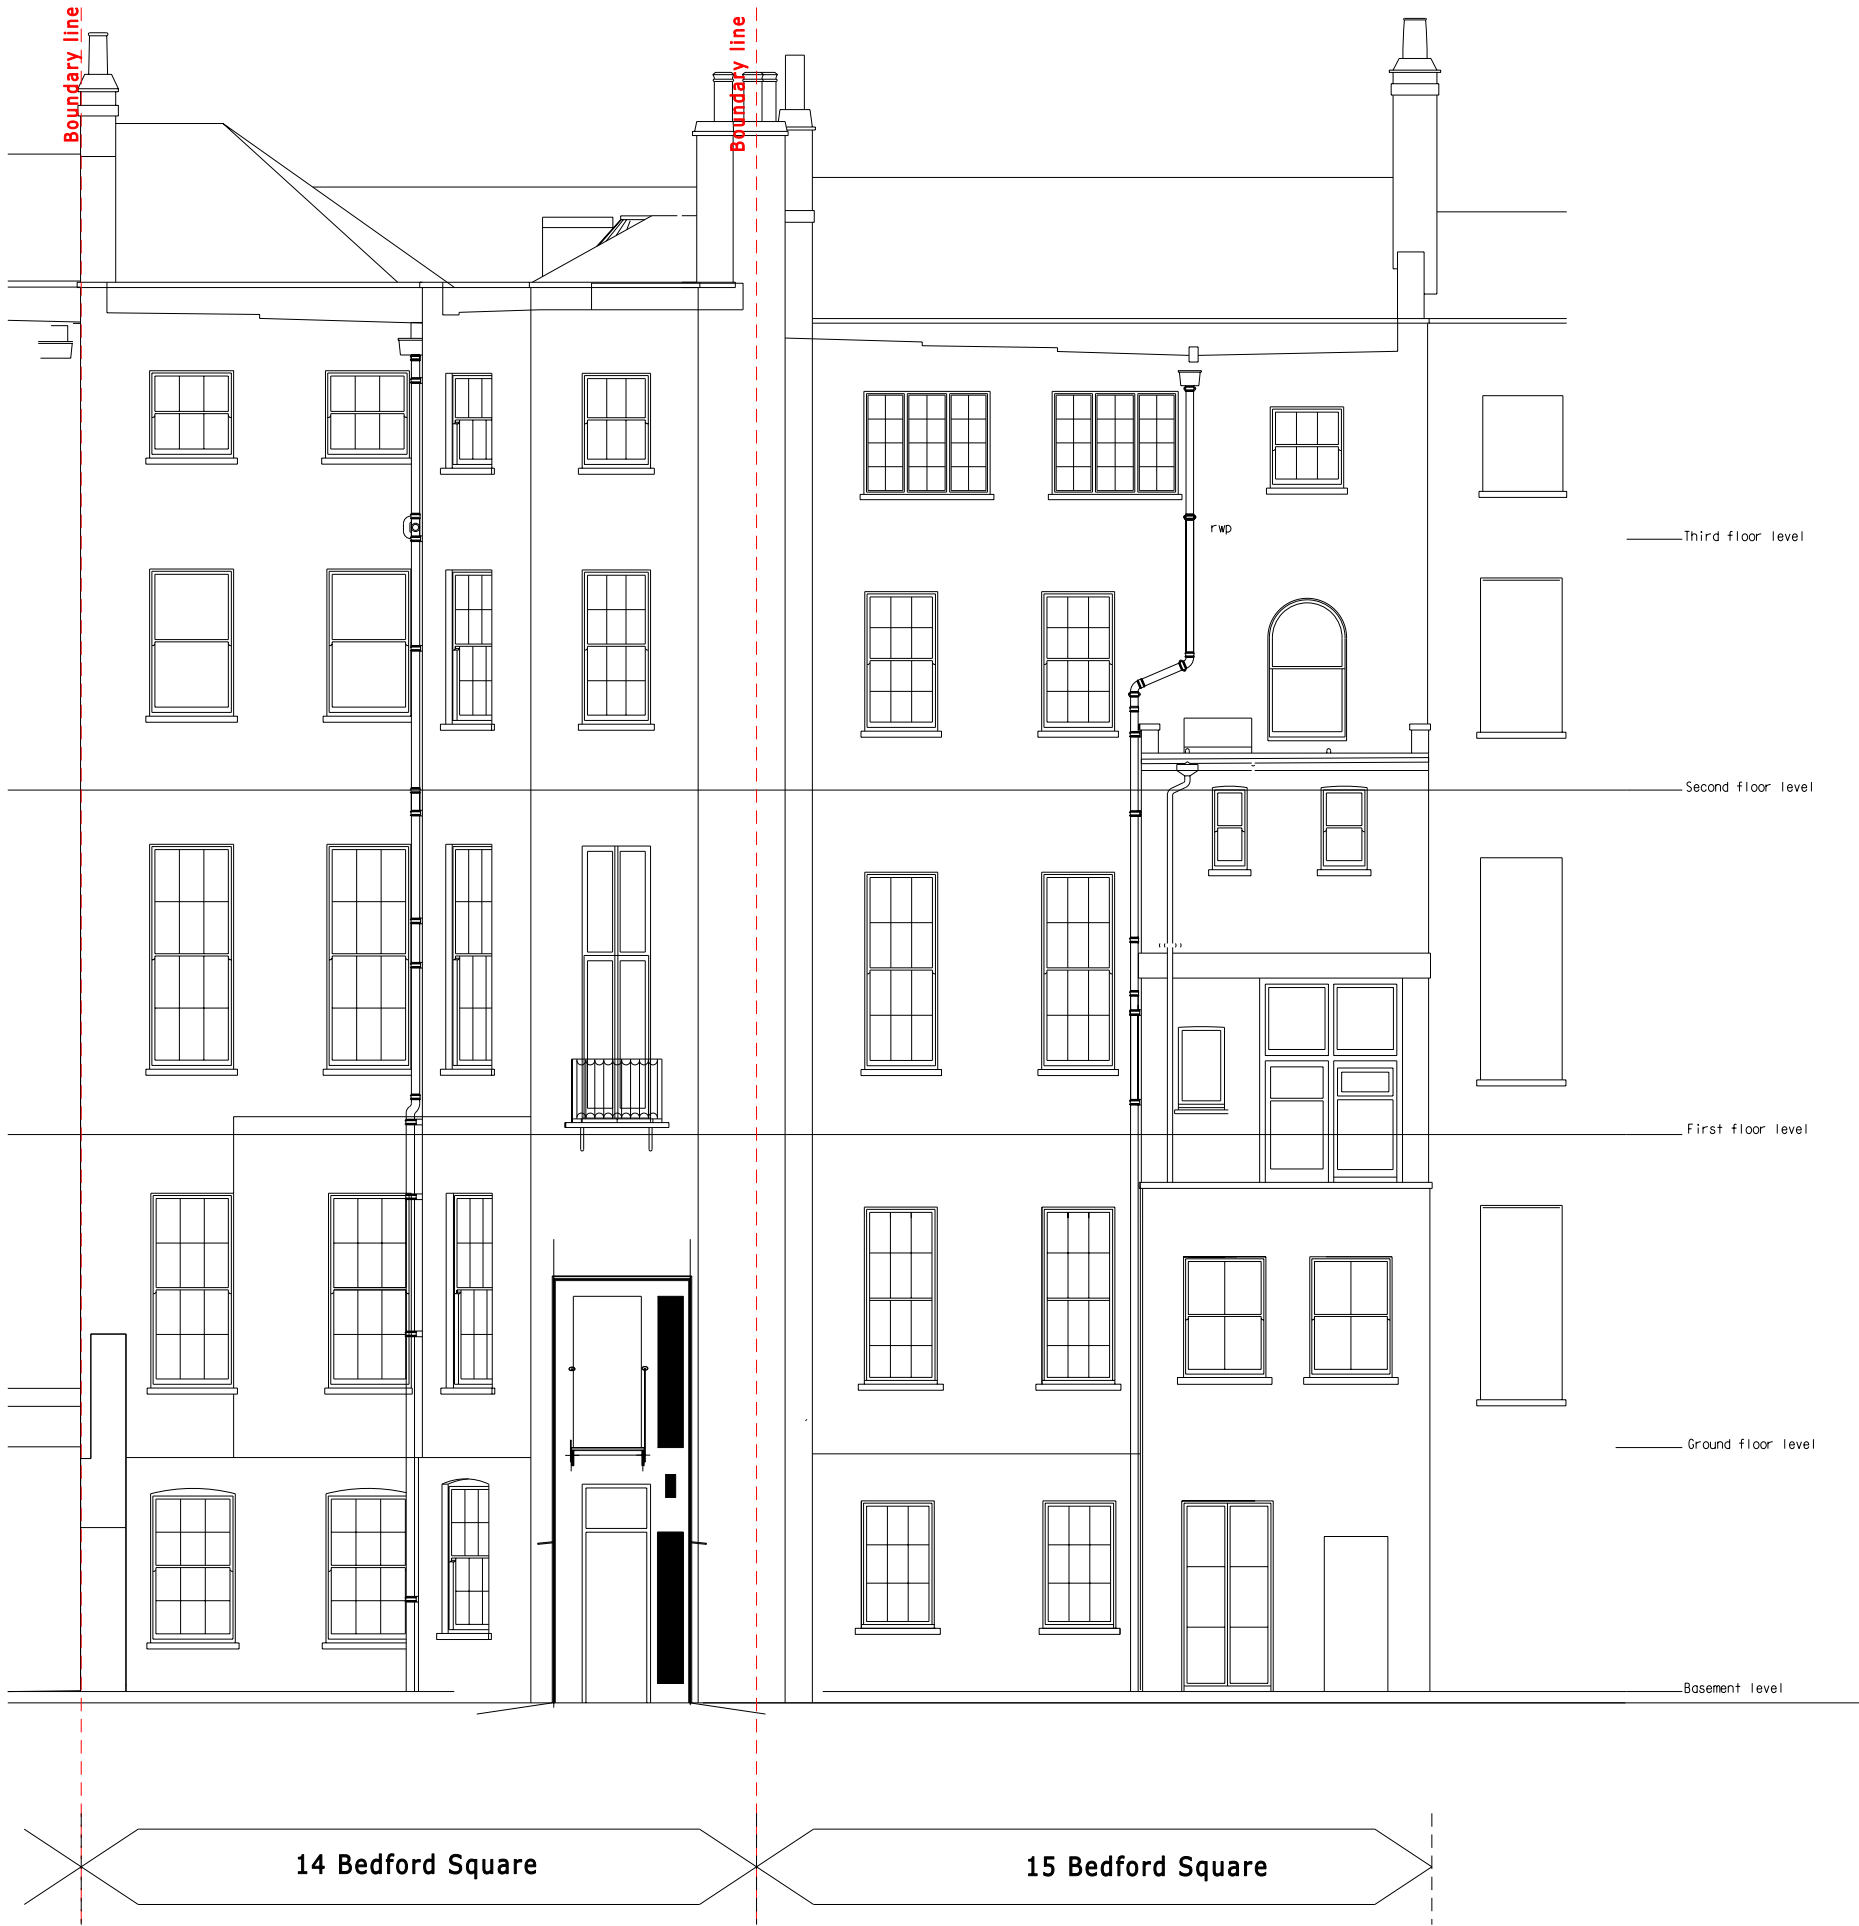 Boundary line
Boundary line
rwp
Third floor level
Second floor level
First floor level
Ground floor level
Basement level
14 Bedford Square
15 Bedford Square